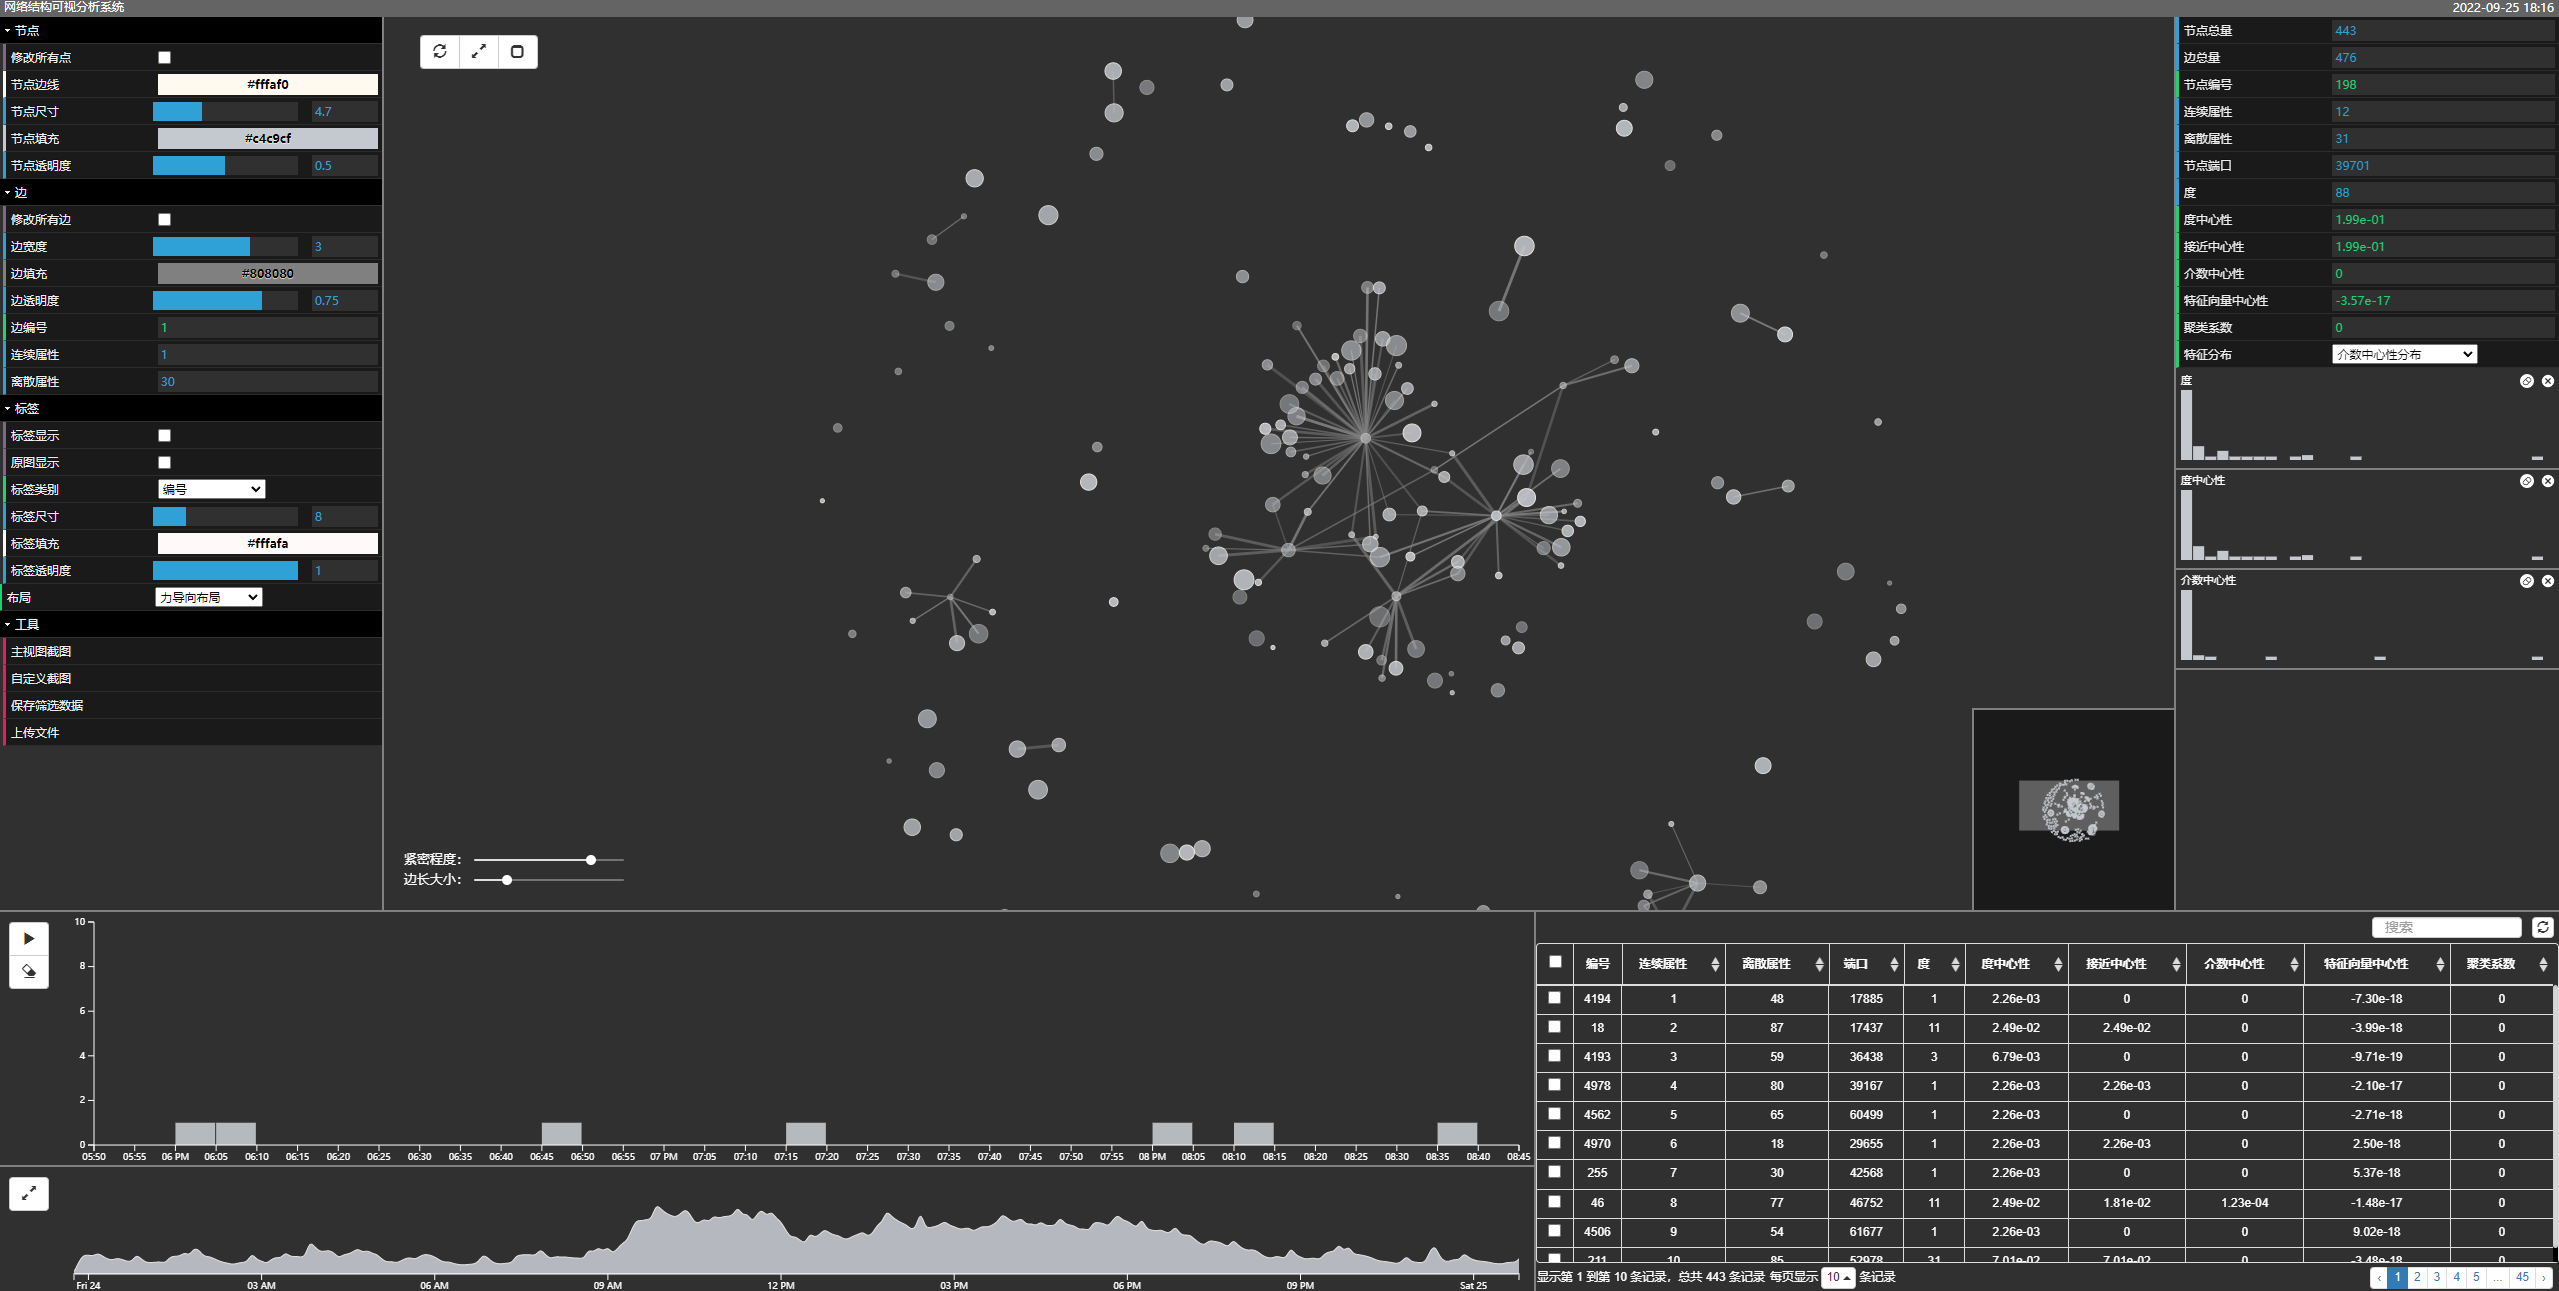 网络结构可视分析系统
2022-09-25 18:16
节点
修改所有点
节点边线 #fffaf0
节点尺寸 4.7
节点填充 #c4c9cf
节点透明度 0.5
边
修改所有边
边宽度 3
边填充 #808080
边透明度 0.75
边编号 1
连续属性 1
离散属性 30
标签
标签显示
原图显示
标签类别 编号
标签尺寸 8
标签填充 #fffafa
标签透明度 1
布局 力导向布局
工具
主视图截图
自定义截图
保存筛选数据
上传文件
紧密程度：
边长大小：
节点总量 443
边总量 476
节点编号 198
连续属性 12
离散属性 31
节点端口 39701
度 88
度中心性 1.99e-01
接近中心性 1.99e-01
介数中心性 0
特征向量中心性 -3.57e-17
聚类系数 0
特征分布 介数中心性分布
度
度中心性
介数中心性
10
8
6
4
2
0
05:50 05:55 06 PM 06:05 06:10 06:15 06:20 06:25 06:30 06:35 06:40 06:45 06:50 06:55 07 PM 07:05 07:10 07:15 07:20 07:25 07:30 07:35 07:40 07:45 07:50 07:55 08 PM 08:05 08:10 08:15 08:20 08:25 08:30 08:35 08:40 08:45
Fri 24 03 AM 06 AM 09 AM 12 PM 03 PM 06 PM 09 PM Sat 25
搜索
编号 连续属性 离散属性 端口 度 度中心性 接近中心性 介数中心性 特征向量中心性 聚类系数
4194 1 48 17885 1 2.26e-03 0 0 -7.30e-18 0
18 2 87 17437 11 2.49e-02 2.49e-02 0 -3.99e-18 0
4193 3 59 36438 3 6.79e-03 0 0 -9.71e-19 0
4978 4 80 39167 1 2.26e-03 2.26e-03 0 -2.10e-17 0
4562 5 65 60499 1 2.26e-03 0 0 -2.71e-18 0
4970 6 18 29655 1 2.26e-03 2.26e-03 0 2.50e-18 0
255 7 30 42568 1 2.26e-03 0 0 5.37e-18 0
46 8 77 46752 11 2.49e-02 1.81e-02 1.23e-04 -1.48e-17 0
4506 9 54 61677 1 2.26e-03 0 0 9.02e-18 0
211 10 85 52978 31 7.01e-02 7.01e-02 0 -3.48e-18 0
显示第 1 到第 10 条记录，总共 443 条记录 每页显示 10 条记录
‹ 1 2 3 4 5 ... 45 ›